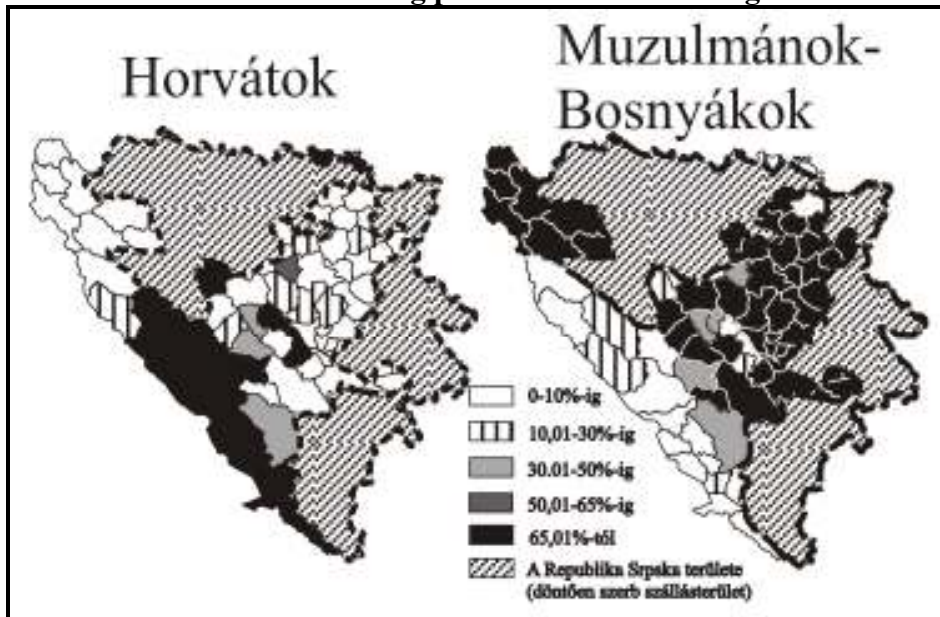 Horvátok
Muzulmánok-
Bosnyákok
0-10%-ig
10,01-30%-ig
30.01-50%-ig
50,01-65%-ig
65,01%-tól
A Republika Srpska területe
(döntően szerb szállásterület)